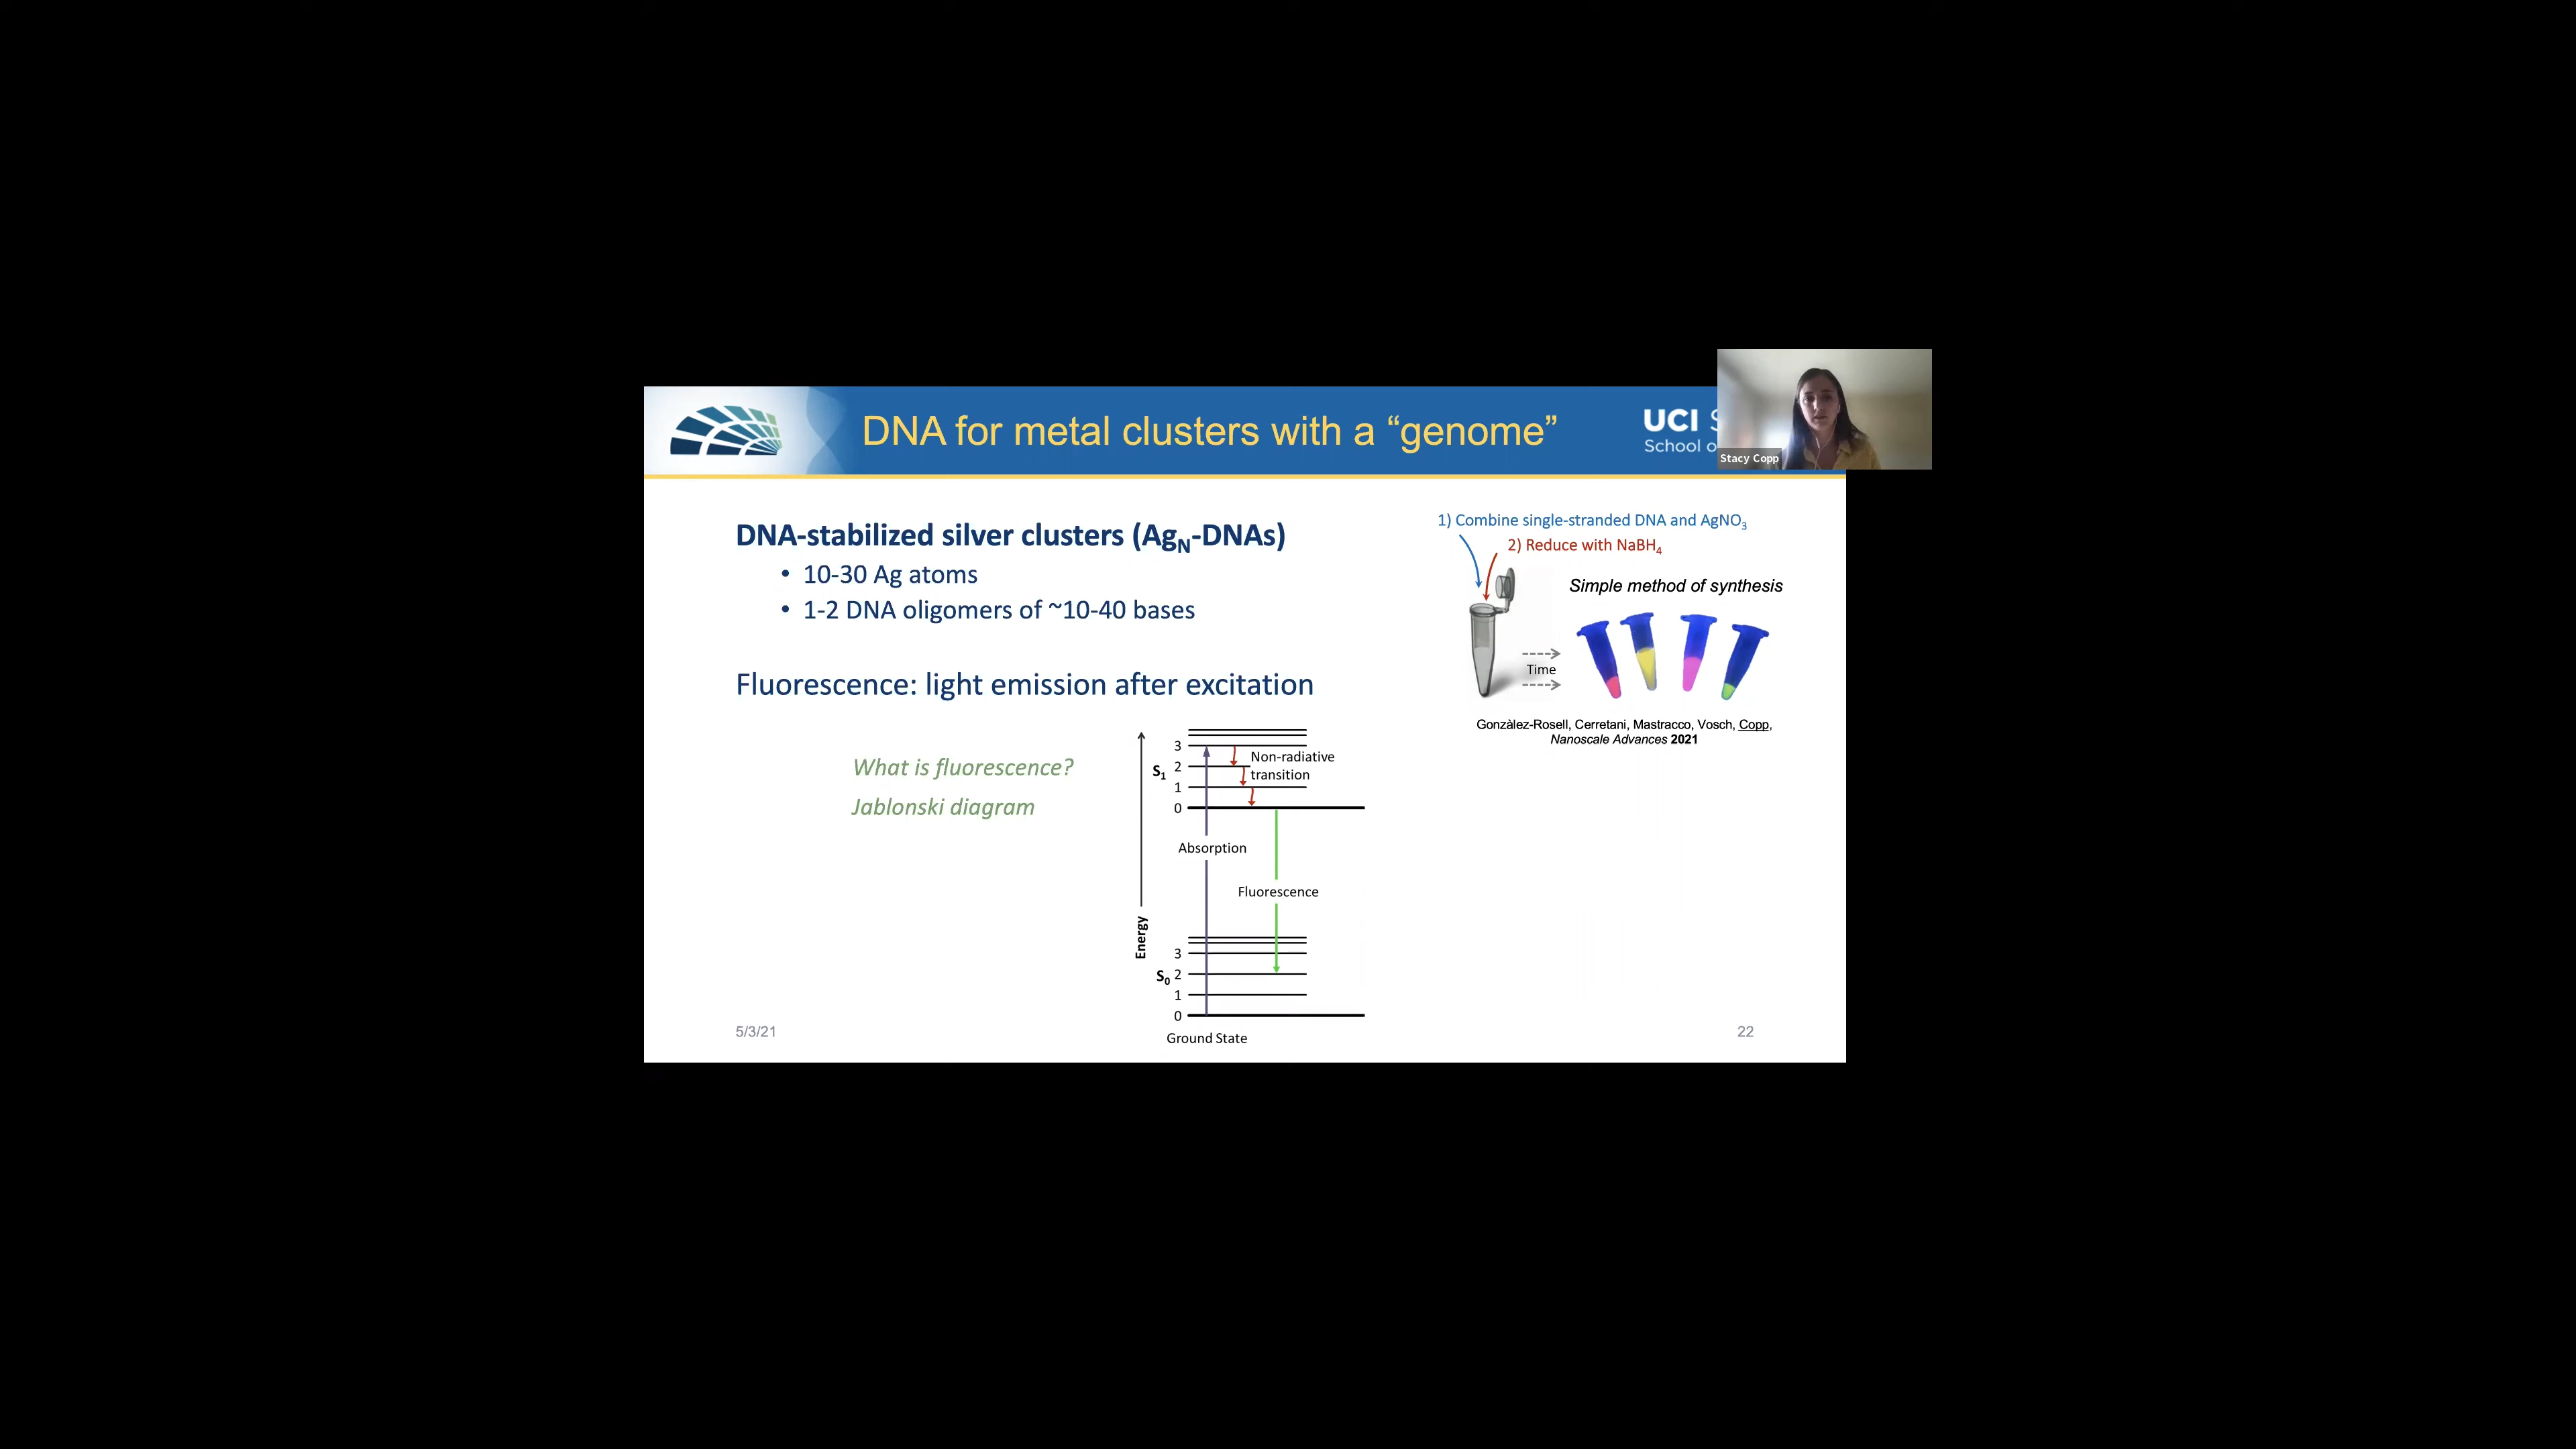 DNA for metal clusters with a “genome”
UCI
School
Stacy Copp
DNA-stabilized silver clusters (AgN-DNAs)
• 10-30 Ag atoms
• 1-2 DNA oligomers of ~10-40 bases
Fluorescence: light emission after excitation
What is fluorescence?
Jablonski diagram
1) Combine single-stranded DNA and AgNO3
2) Reduce with NaBH4
Simple method of synthesis
Time
Gonzàlez-Rosell, Cerretani, Mastracco, Vosch, Copp,
Nanoscale Advances 2021
Energy
S1
3
2
1
0
Non-radiative
transition
Absorption
Fluorescence
S0
3
2
1
0
Ground State
5/3/21
22